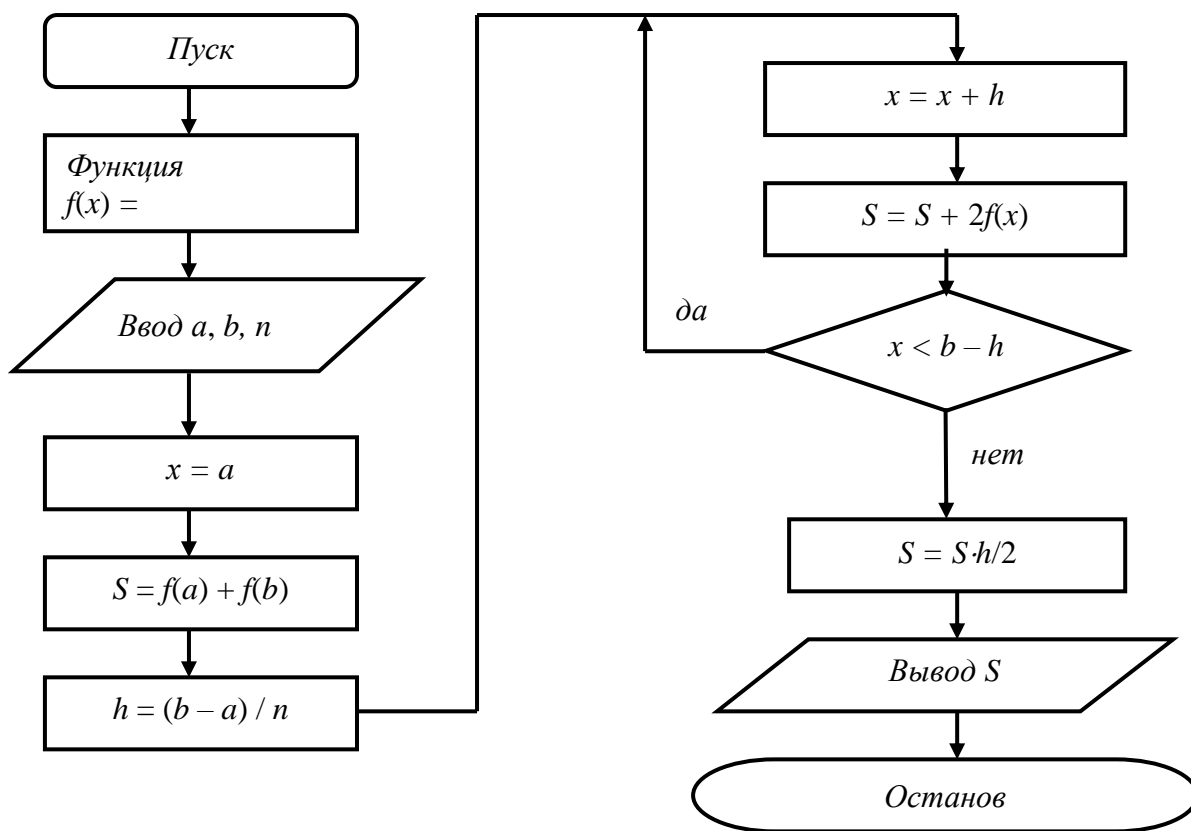 Пуск
Функция
f(x) =
Ввод a, b, n
x = a
S = f(a) + f(b)
h = (b – a) / n
x = x + h
S = S + 2f(x)
да
x < b – h
нет
S = S·h/2
Вывод S
Останов